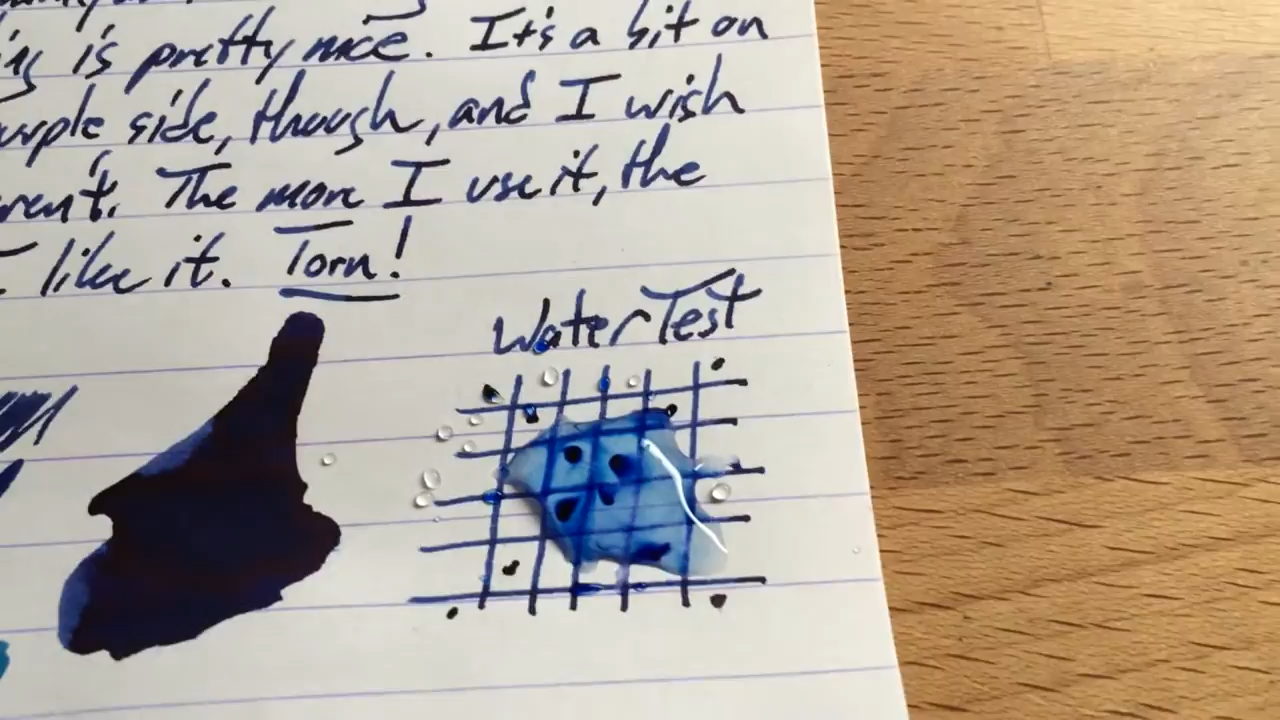 is pretty nice. It's a bit on
side, though, and I wish
The more I use it, the
I like it. Torn!
Water Test